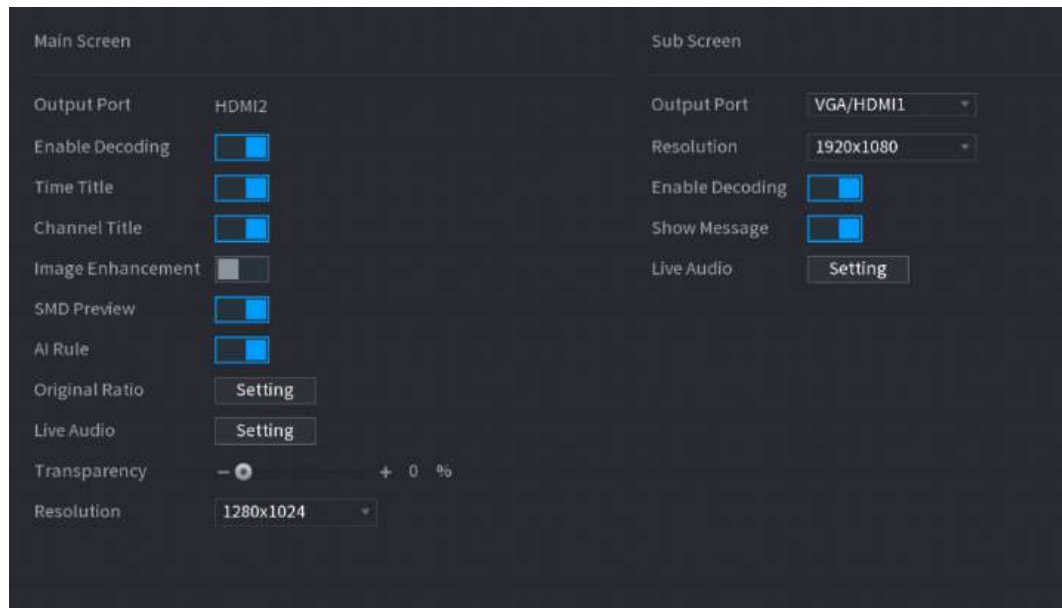 Main Screen
Output Port HDMI2
Enable Decoding
Time Title
Channel Title
Image Enhancement
SMD Preview
AI Rule
Original Ratio Setting
Live Audio Setting
Transparency - + 0 %
Resolution 1280x1024
Sub Screen
Output Port VGA/HDMI1
Resolution 1920x1080
Enable Decoding
Show Message
Live Audio Setting